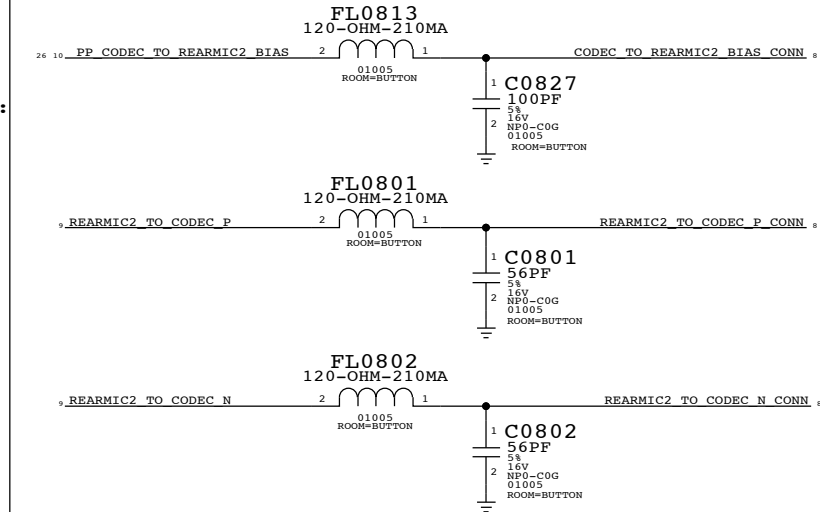 FL0813
120-OHM-210MA
26 10 PP_CODEC_TO_REARMIC2_BIAS 2 1 CODEC_TO_REARMIC2_BIAS_CONN 8
01005
ROOM=BUTTON
1 C0827
100PF
5%
16V
2 NP0-C0G
01005
ROOM=BUTTON
FL0801
120-OHM-210MA
9 REARMIC2_TO_CODEC_P 2 1 REARMIC2_TO_CODEC_P_CONN 8
01005
ROOM=BUTTON
1 C0801
56PF
5%
16V
2 NP0-C0G
01005
ROOM=BUTTON
FL0802
120-OHM-210MA
9 REARMIC2_TO_CODEC_N 2 1 REARMIC2_TO_CODEC_N_CONN 8
01005
ROOM=BUTTON
1 C0802
56PF
5%
16V
2 NP0-C0G
01005
ROOM=BUTTON